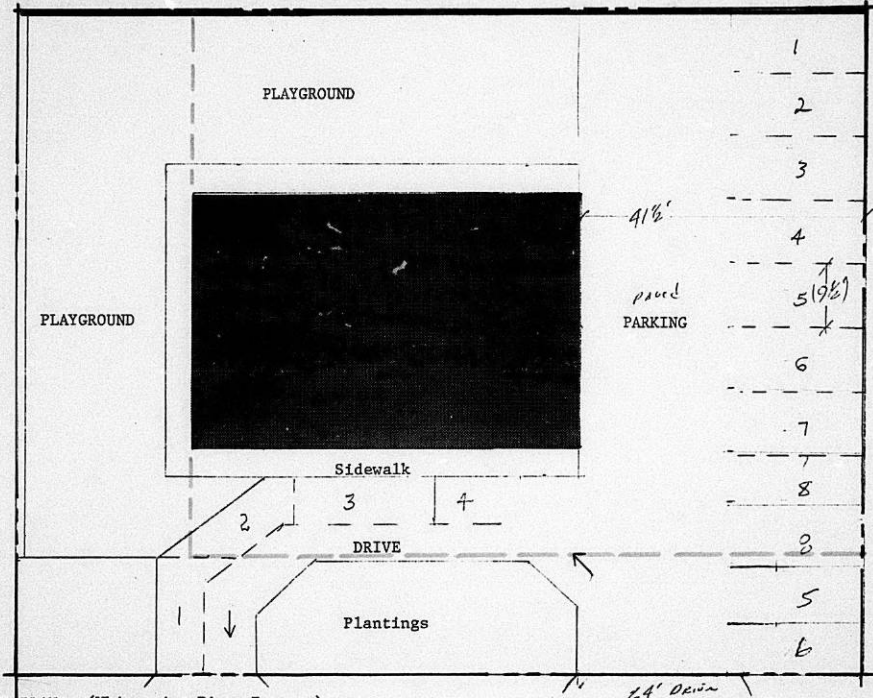 1
2
PLAYGROUND
3
41½'
4
5 (9½)
paved
PLAYGROUND
PARKING
6
7
Sidewalk
8
2
3
4
DRIVE
1
5
Plantings
6
24' Drive